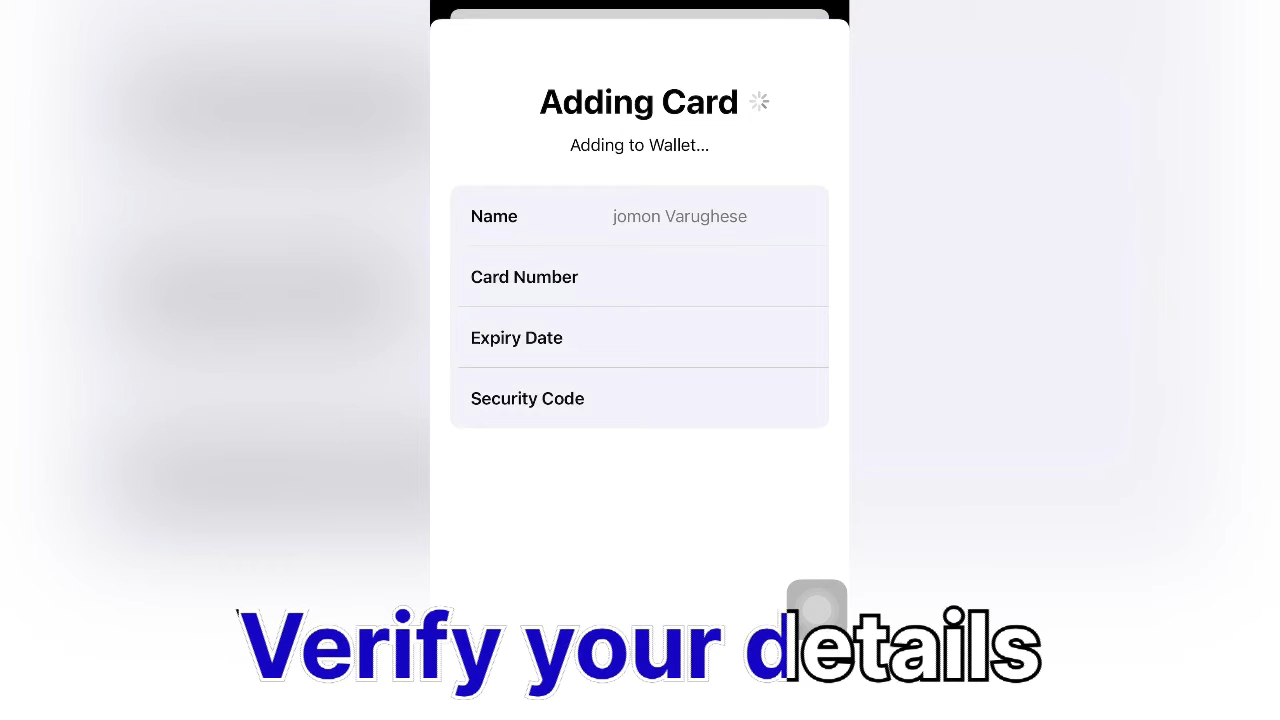 Adding Card
Adding to Wallet...
Name jomon Varughese
Card Number
Expiry Date
Security Code
Verify your details